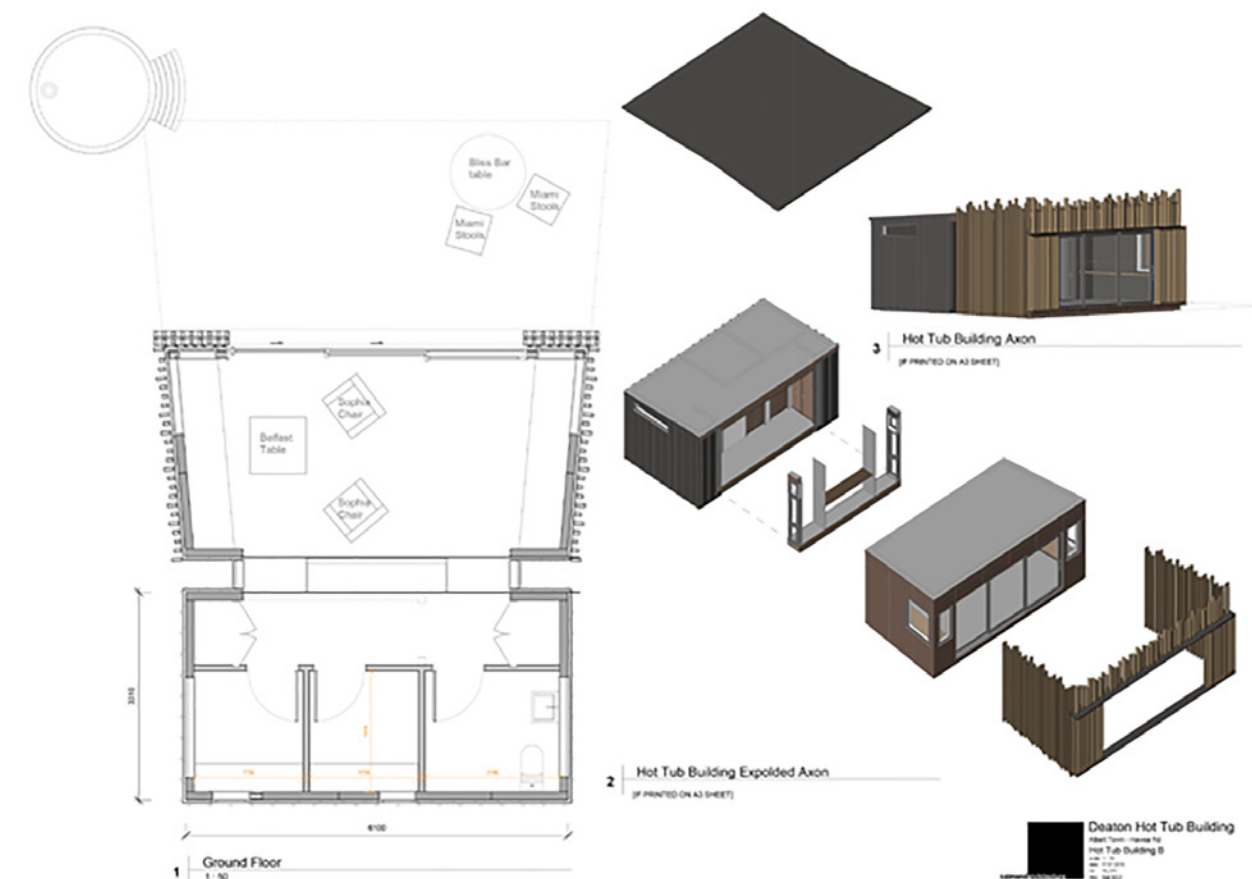 Bliss Bar
table
Miami
Stools
Miami
Stools
Sophia
Chair
Belfast
Table
Sophia
Chair
6100
1 Ground Floor
1 : 50
2 Hot Tub Building Expolded Axon
[IF PRINTED ON A3 SHEET]
3 Hot Tub Building Axon
[IF PRINTED ON A3 SHEET]
Deaton Hot Tub Building
Hot Tub Building B